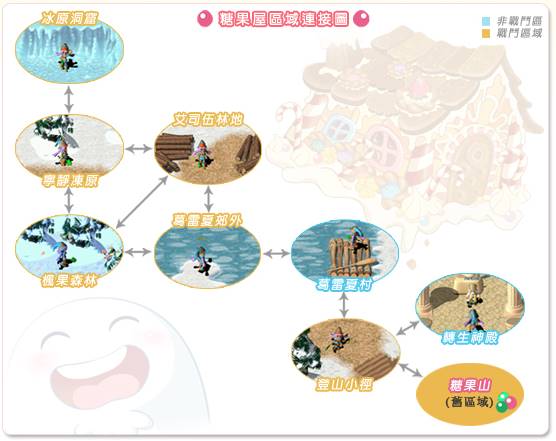 糖果屋區域連接圖
非戰鬥區
戰鬥區域
冰原洞窟
艾司伍林地
寧靜凍原
葛雷夏郊外
楓果森林
葛雷夏村
轉生神殿
登山小徑
糖果山
(舊區域)